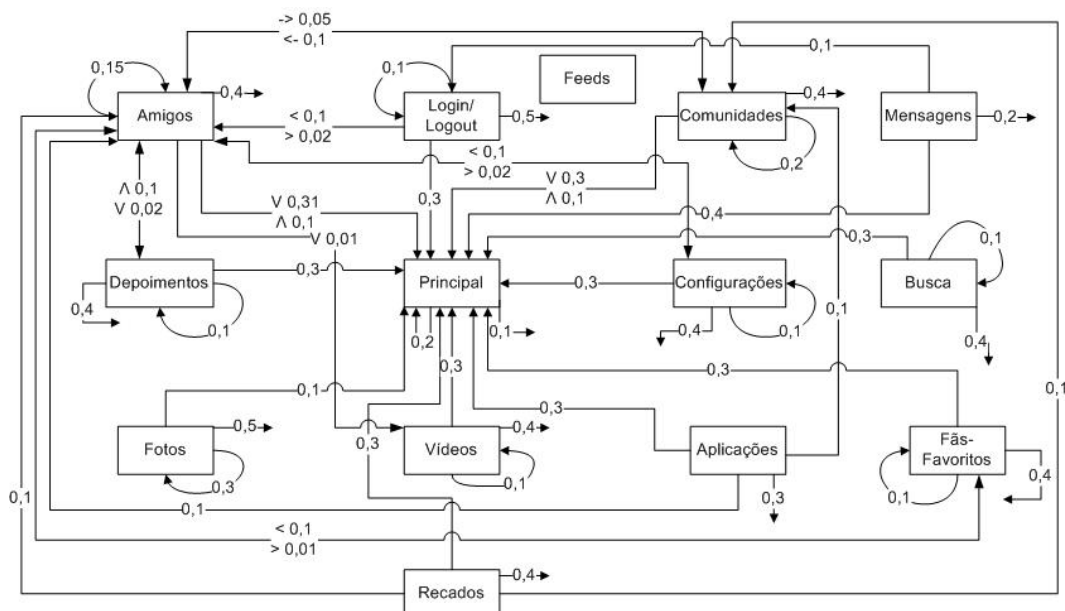 -> 0,05
<- 0,1
0,1
0,15
0,1
Feeds
Amigos
0,4
Login/
Logout
0,5
Comunidades
0,4
Mensagens
0,2
< 0,1
> 0,02
0,2
< 0,1
> 0,02
Λ 0,1
V 0,02
V 0,31
Λ 0,1
V 0,01
0,3
V 0,3
Λ 0,1
0,4
0,3
0,1
Depoimentos
0,3
Principal
0,3
Configurações
Busca
0,4
0,1
0,2
0,1
0,4
0,1
0,1
0,4
0,3
0,3
0,1
0,3
0,1
Fotos
0,5
0,3
Vídeos
0,4
0,1
Aplicações
0,3
Fãs-
Favoritos
0,1
0,4
0,3
0,1
0,1
< 0,1
> 0,01
Recados
0,4